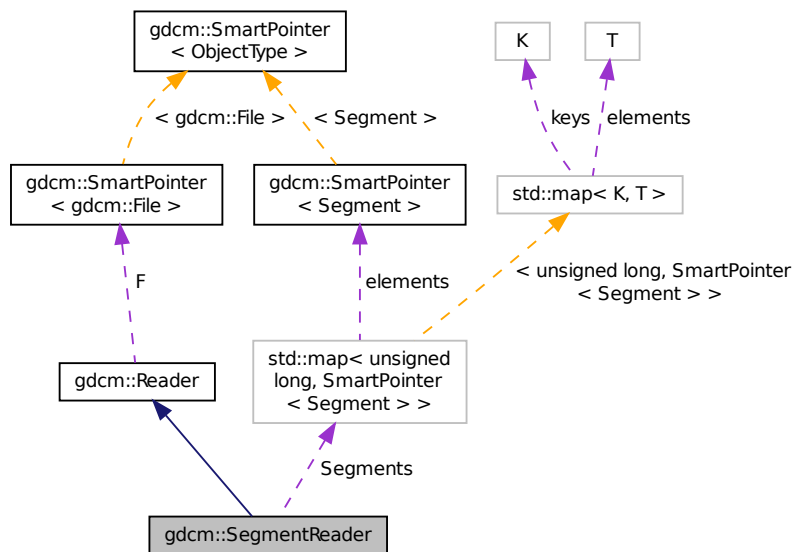 gdcm::SmartPointer
< ObjectType >
K
T
< gdcm::File >
< Segment >
keys
elements
gdcm::SmartPointer
< gdcm::File >
gdcm::SmartPointer
< Segment >
std::map< K, T >
F
elements
< unsigned long, SmartPointer
< Segment > >
gdcm::Reader
std::map< unsigned
long, SmartPointer
< Segment > >
Segments
gdcm::SegmentReader